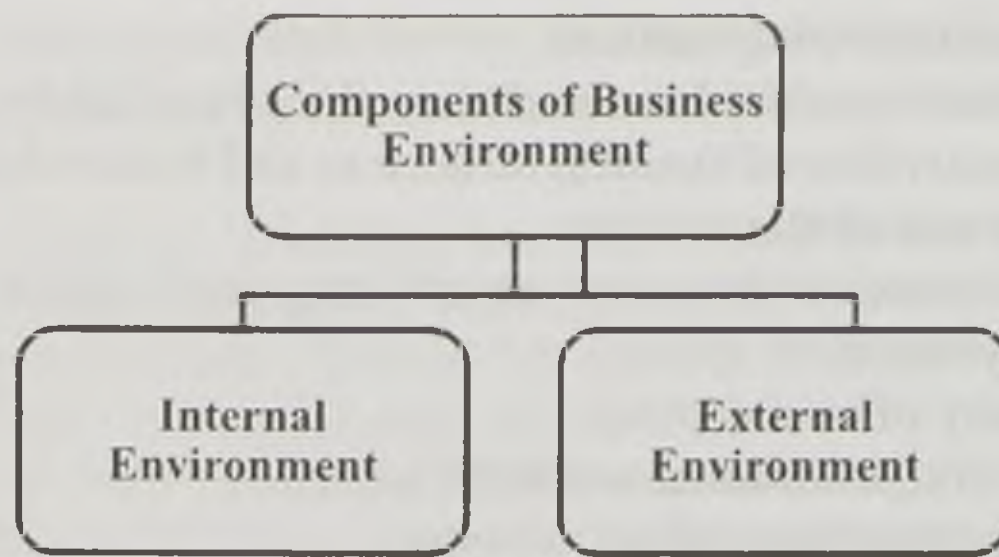 Components of Business
Environment
Internal
Environment
External
Environment